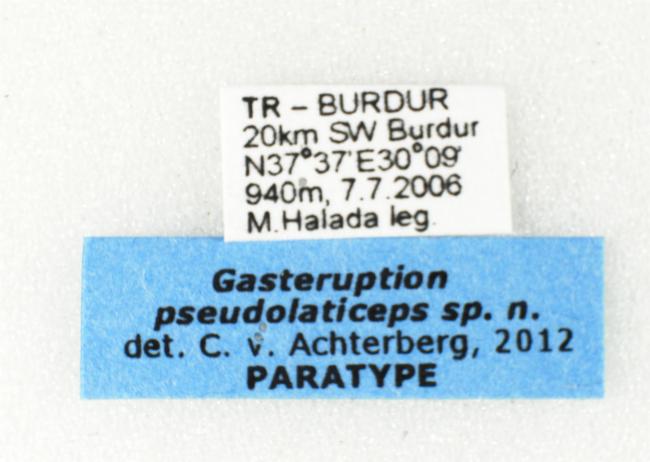 TR – BURDUR
20km SW Burdur
N37°37'E30°09'
940m, 7.7.2006
M.Halada leg.
Gasteruption
pseudolaticeps sp. n.
det. C. v. Achterberg, 2012
PARATYPE